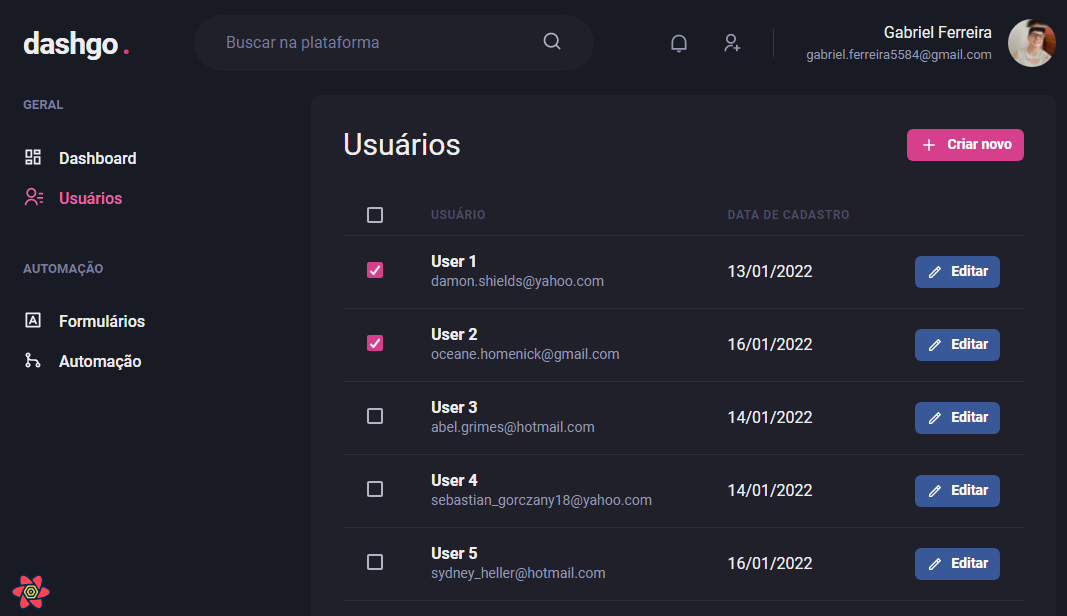 dashgo.
Buscar na plataforma
Gabriel Ferreira
gabriel.ferreira5584@gmail.com
GERAL
Dashboard
Usuários
AUTOMAÇÃO
Formulários
Automação
Usuários
Criar novo
USUÁRIO DATA DE CADASTRO
User 1
damon.shields@yahoo.com
13/01/2022
Editar
User 2
oceane.homenick@gmail.com
16/01/2022
Editar
User 3
abel.grimes@hotmail.com
14/01/2022
Editar
User 4
sebastian_gorczany18@yahoo.com
14/01/2022
Editar
User 5
sydney_heller@hotmail.com
16/01/2022
Editar